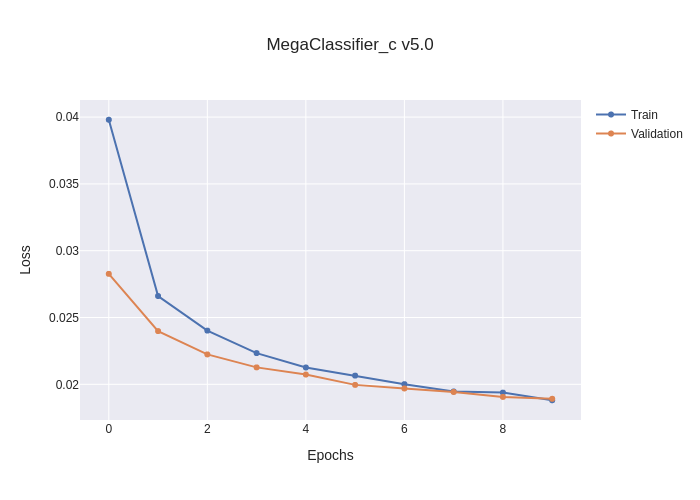 MegaClassifier_c v5.0
Train
Validation
0.04
0.035
0.03
0.025
0.02
Loss
0 2 4 6 8
Epochs